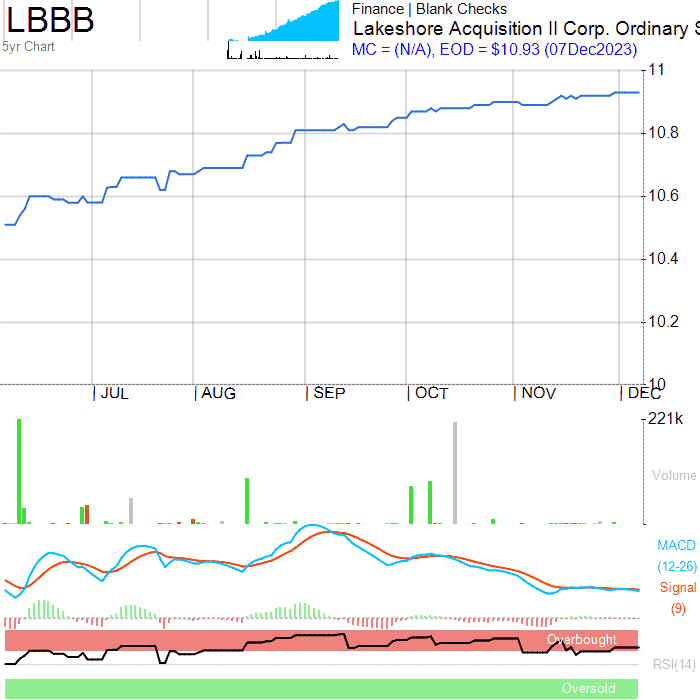 LBBB
Finance | Blank Checks
Lakeshore Acquisition II Corp. Ordinary S
5yr Chart
MC = (N/A), EOD = $10.93 (07Dec2023)
11
10.8
10.6
10.4
10.2
10
JUL AUG SEP OCT NOV DEC
221k
Volume
MACD
(12-26)
Signal
(9)
Overbought
RSI(14)
Oversold